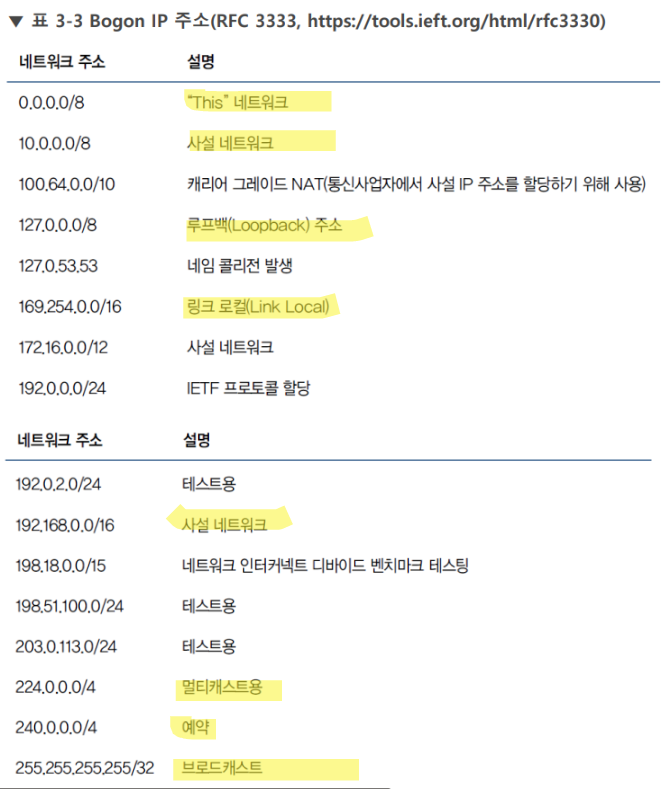 ▼ 표 3-3 Bogon IP 주소(RFC 3333, https://tools.ieft.org/html/rfc3330)
네트워크 주소 설명
0.0.0.0/8 “This” 네트워크
10.0.0.0/8 사설 네트워크
100.64.0.0/10 캐리어 그레이드 NAT(통신사업자에서 사설 IP 주소를 할당하기 위해 사용)
127.0.0.0/8 루프백(Loopback) 주소
127.0.53.53 네임 콜리전 발생
169.254.0.0/16 링크 로컬(Link Local)
172.16.0.0/12 사설 네트워크
192.0.0.0/24 IETF 프로토콜 할당
네트워크 주소 설명
192.0.2.0/24 테스트용
192.168.0.0/16 사설 네트워크
198.18.0.0/15 네트워크 인터커넥트 디바이드 벤치마크 테스팅
198.51.100.0/24 테스트용
203.0.113.0/24 테스트용
224.0.0.0/4 멀티캐스트용
240.0.0.0/4 예약
255.255.255.255/32 브로드캐스트